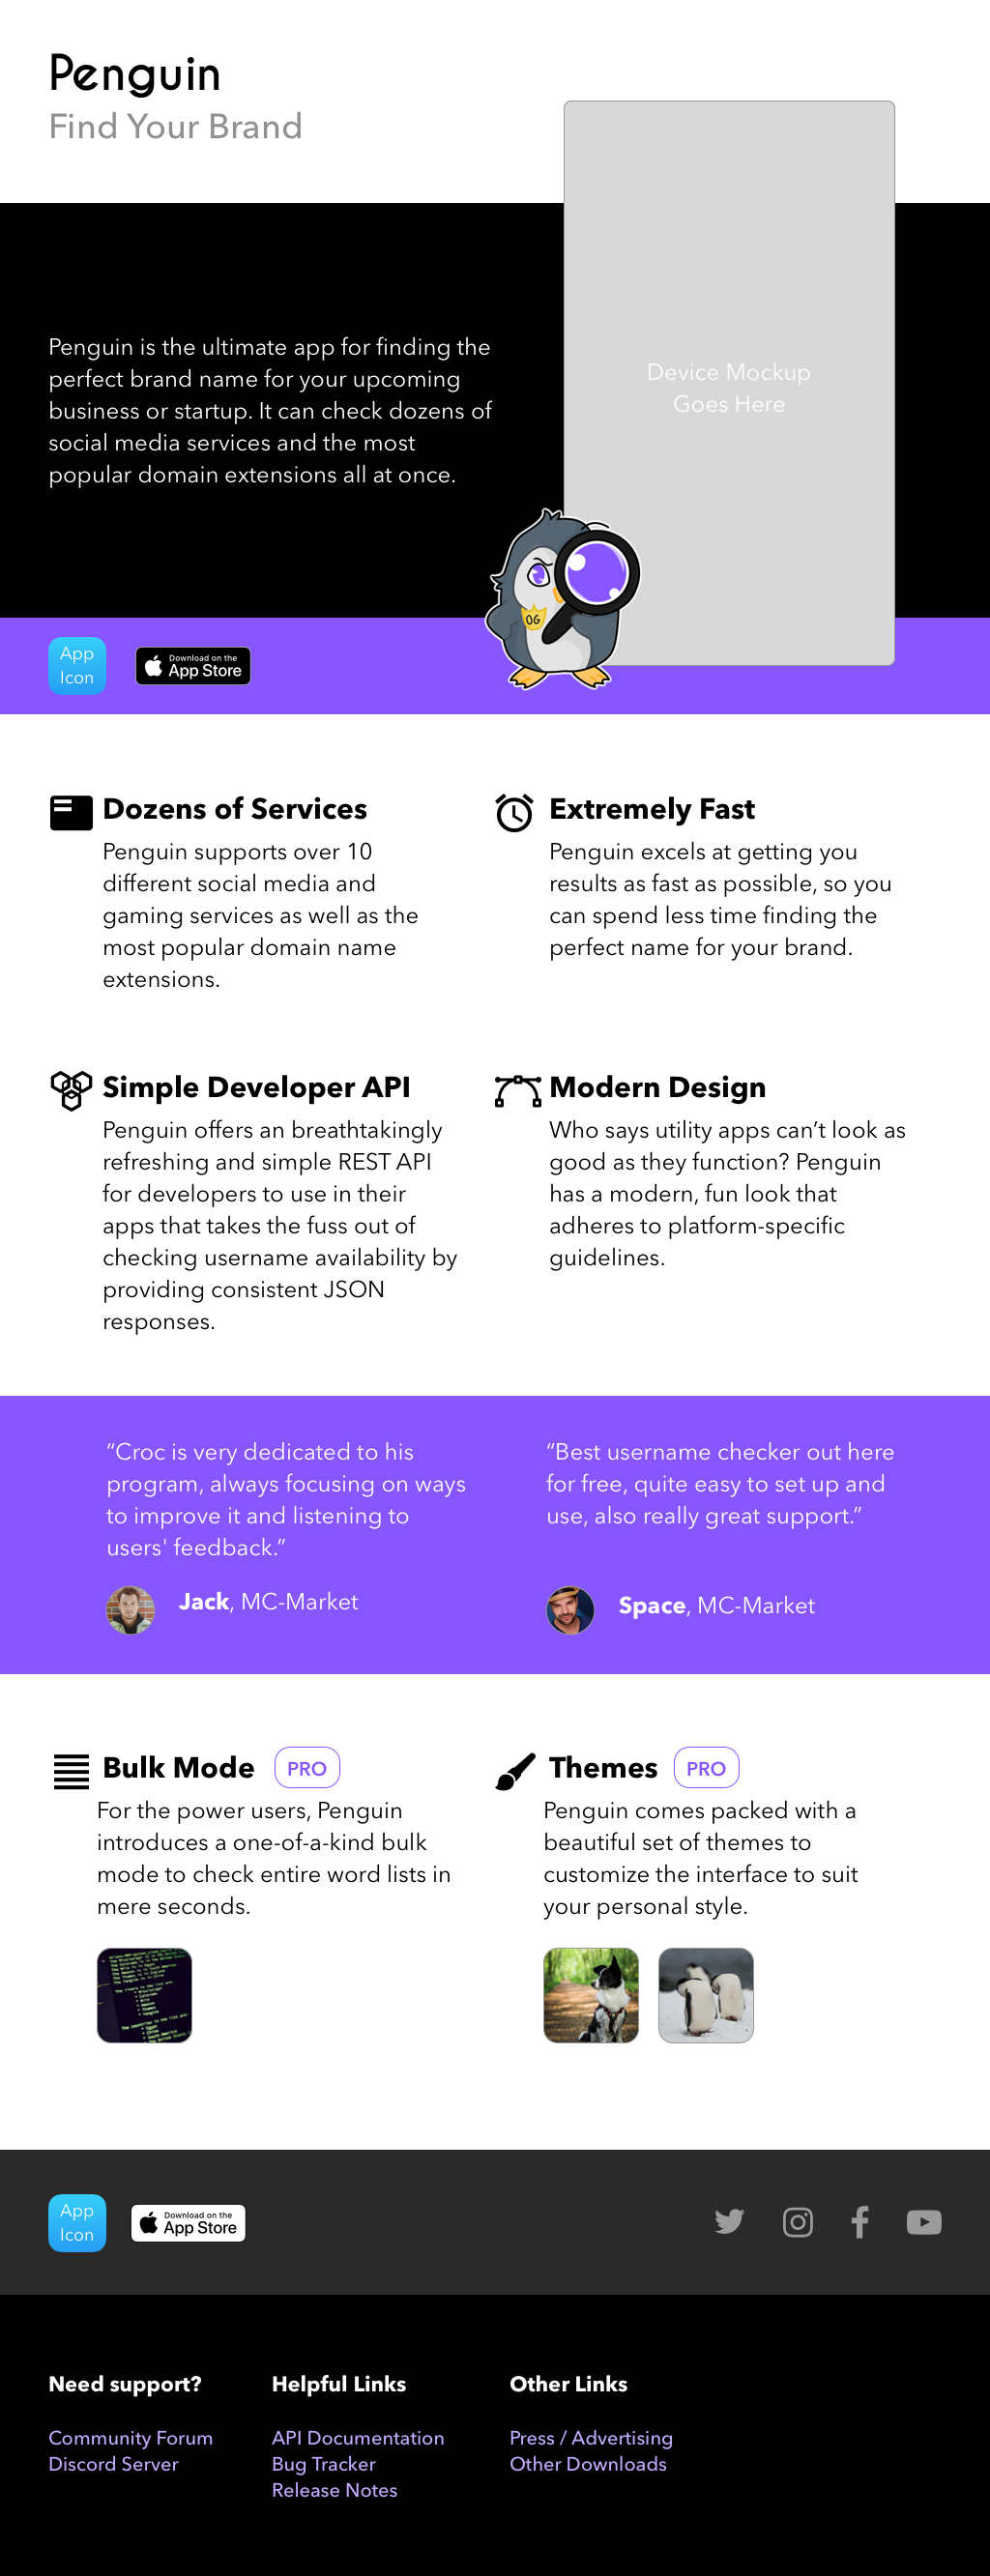 Penguin
Find Your Brand
Penguin is the ultimate app for finding the
perfect brand name for your upcoming
business or startup. It can check dozens of
social media services and the most
popular domain extensions all at once.
Device Mockup
Goes Here
OG
App
Icon
Download on the
App Store
Dozens of Services
Penguin supports over 10
different social media and
gaming services as well as the
most popular domain name
extensions.
Extremely Fast
Penguin excels at getting you
results as fast as possible, so you
can spend less time finding the
perfect name for your brand.
Simple Developer API
Penguin offers an breathtakingly
refreshing and simple REST API
for developers to use in their
apps that takes the fuss out of
checking username availability by
providing consistent JSON
responses.
Modern Design
Who says utility apps can’t look as
good as they function? Penguin
has a modern, fun look that
adheres to platform-specific
guidelines.
“Croc is very dedicated to his
program, always focusing on ways
to improve it and listening to
users' feedback.”
Jack, MC-Market
“Best username checker out here
for free, quite easy to set up and
use, also really great support.”
Space, MC-Market
Bulk Mode PRO
For the power users, Penguin
introduces a one-of-a-kind bulk
mode to check entire word lists in
mere seconds.
Themes PRO
Penguin comes packed with a
beautiful set of themes to
customize the interface to suit
your personal style.
App
Icon
Download on the
App Store
Need support?
Community Forum
Discord Server
Helpful Links
API Documentation
Bug Tracker
Release Notes
Other Links
Press / Advertising
Other Downloads